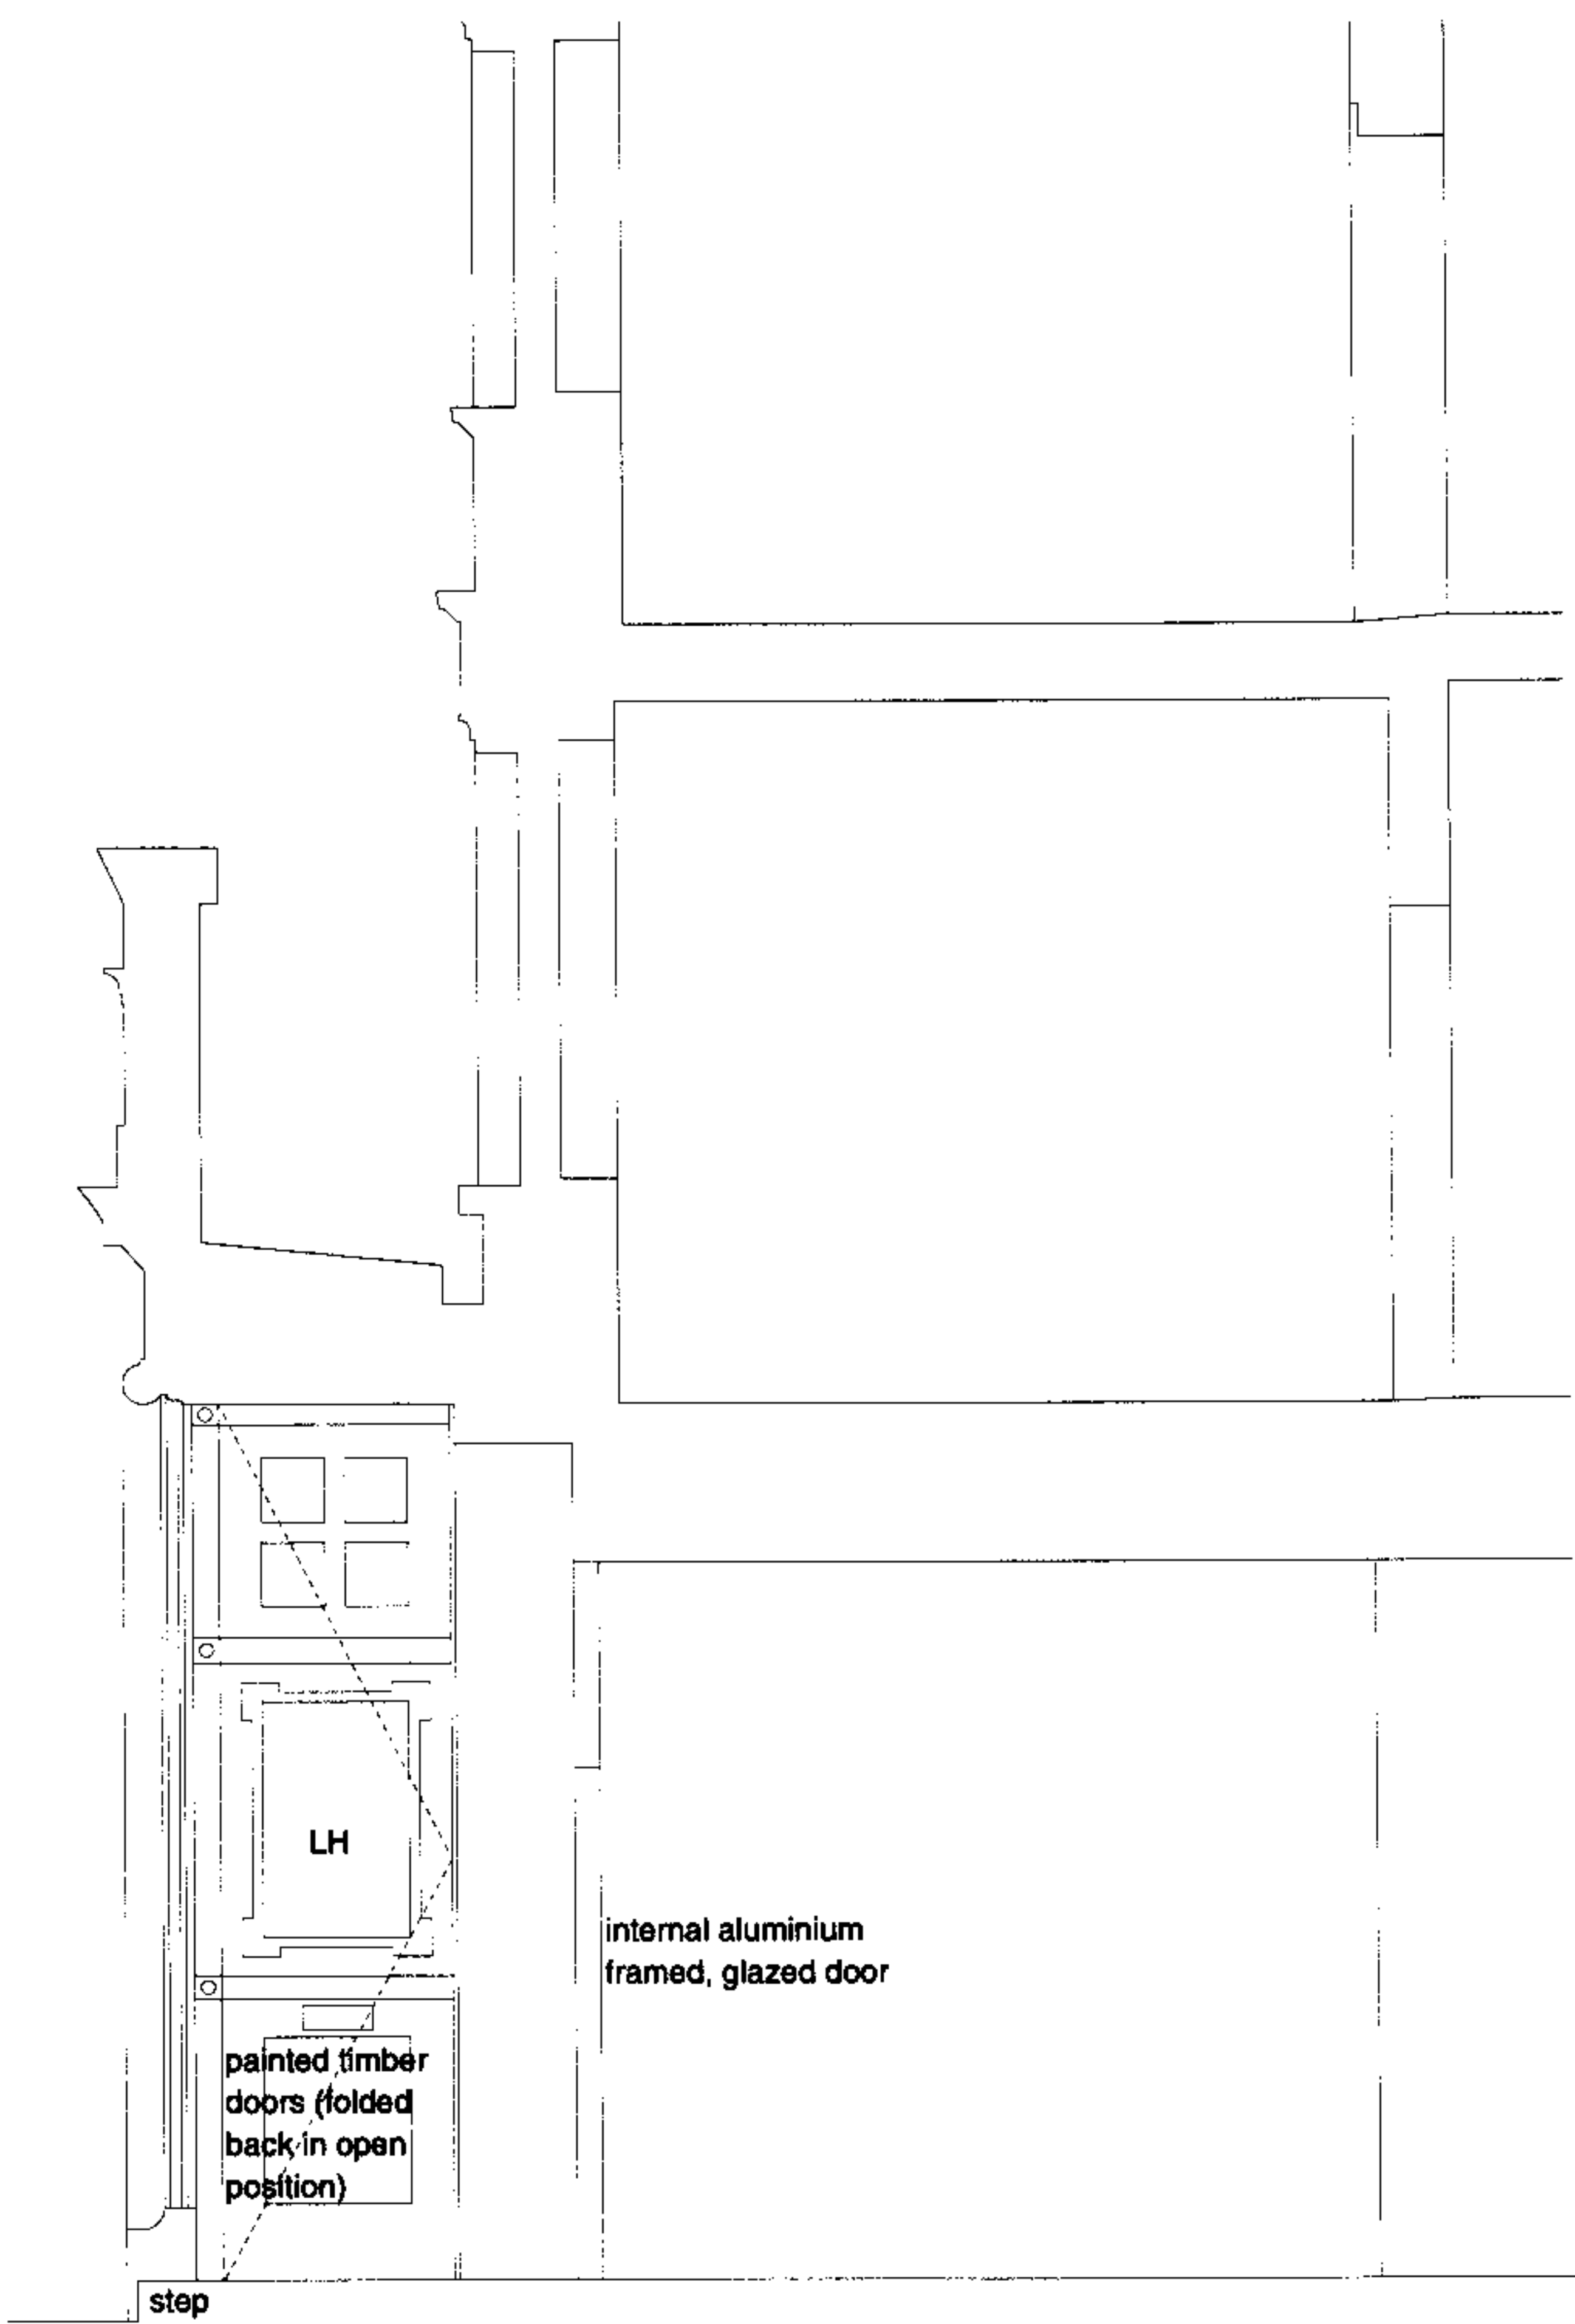 LH
internal aluminium
framed, glazed door
painted timber
doors (folded
back in open
position)
step